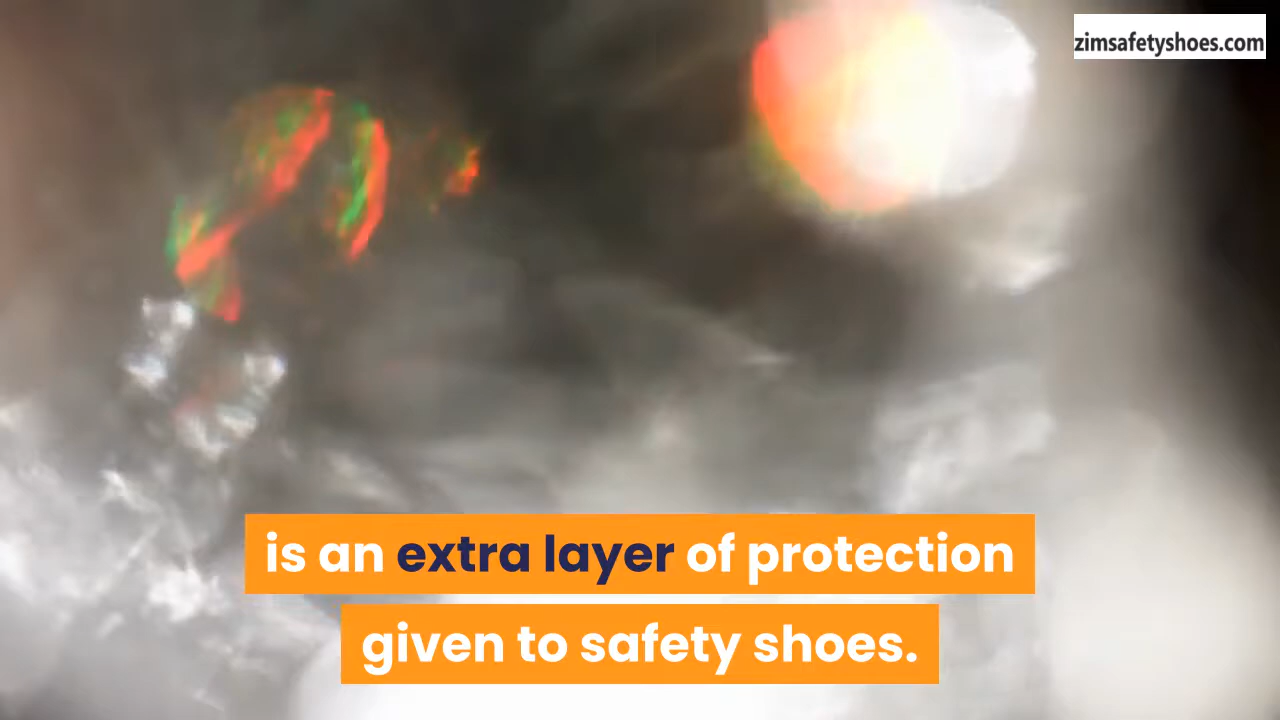 zimsafetyshoes.com
is an extra layer of protection
given to safety shoes.